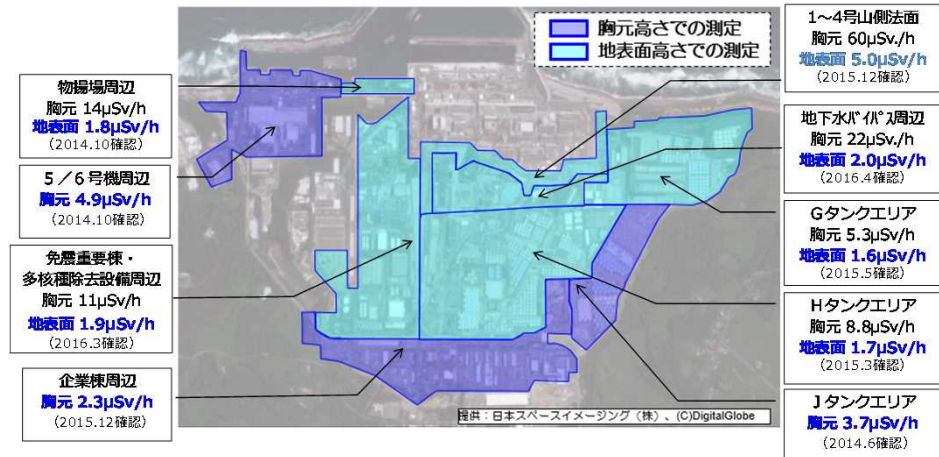 胸元高さでの測定
地表面高さでの測定
物揚場周辺
胸元 14μSv/h
地表面 1.8μSv/h
(2014.10確認)
5/6号機周辺
胸元 4.9μSv/h
(2014.10確認)
免震重要棟・
多核種除去設備周辺
胸元 11μSv/h
地表面 1.9μSv/h
(2016.3確認)
企業棟周辺
胸元 2.3μSv/h
(2015.12確認)
1~4号山側法面
胸元 60μSv./h
地表面 5.0μSv/h
(2015.12確認)
地下水バイパス周辺
胸元 22μSv/h
地表面 2.0μSv/h
(2016.4確認)
Gタンクエリア
胸元 5.3μSv/h
地表面 1.6μSv/h
(2015.5確認)
Hタンクエリア
胸元 8.8μSv/h
地表面 1.7μSv/h
(2015.3確認)
Jタンクエリア
胸元 3.7μSv/h
(2014.6確認)
提供:日本スペースイメージング(株)、(C)DigitalGlobe